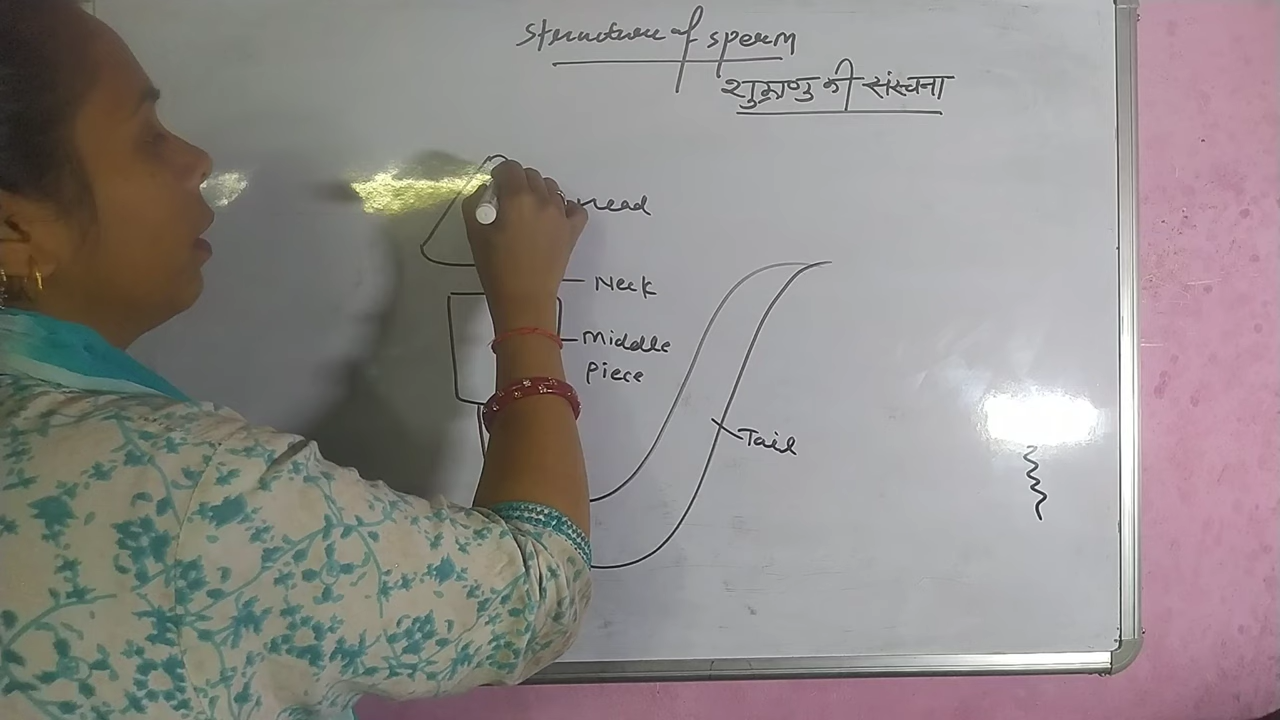 Structure of sperm
शुक्राणु की संरचना
Head
Neck
Middle
Piece
Tail